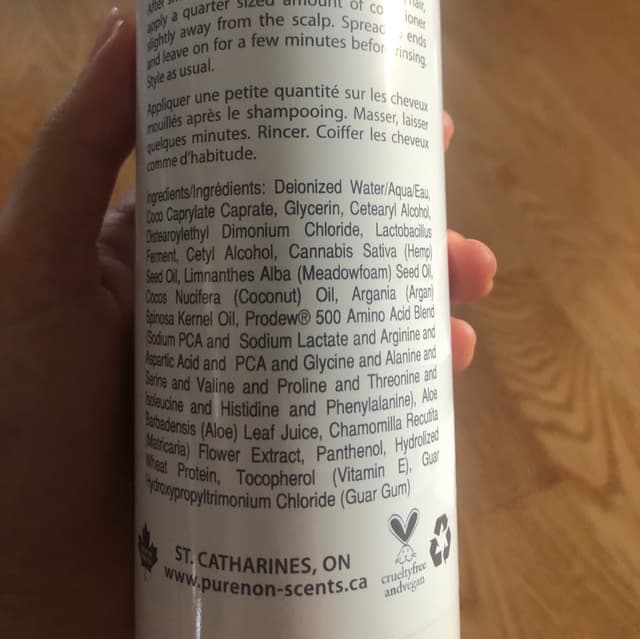 After
hair,
apply a quarter sized amount of
slightly away from the scalp. Spread ends
and leave on for a few minutes before rinsing.
Style as usual.
Appliquer une petite quantité sur les cheveux
mouillés après le shampooing. Masser, laisser
quelques minutes. Rincer. Coiffer les cheveux
comme d'habitude.
Ingredients/Ingrédients: Deionized Water/Aqua/Eau,
Coco Caprylate Caprate, Glycerin, Cetearyl Alcohol,
Distearoylethyl Dimonium Chloride, Lactobacillus
Ferment, Cetyl Alcohol, Cannabis Sativa (Hemp)
Seed Oil, Limnanthes Alba (Meadowfoam) Seed Oil,
Cocos Nucifera (Coconut) Oil, Argania (Argan)
Spinosa Kernel Oil, Prodew® 500 Amino Acid Blend
(Sodium PCA and Sodium Lactate and Arginine and
Aspartic Acid and PCA and Glycine and Alanine and
Serine and Valine and Proline and Threonine and
Isoleucine and Histidine and Phenylalanine), Aloe
Barbadensis (Aloe) Leaf Juice, Chamomilla Recutita
(Matricaria) Flower Extract, Panthenol, Hydrolized
Wheat Protein, Tocopherol (Vitamin E), Guar
Hydroxypropyltrimonium Chloride (Guar Gum)
ST. CATHARINES, ON
www.purenon-scents.ca
crueltyfree
andvegan